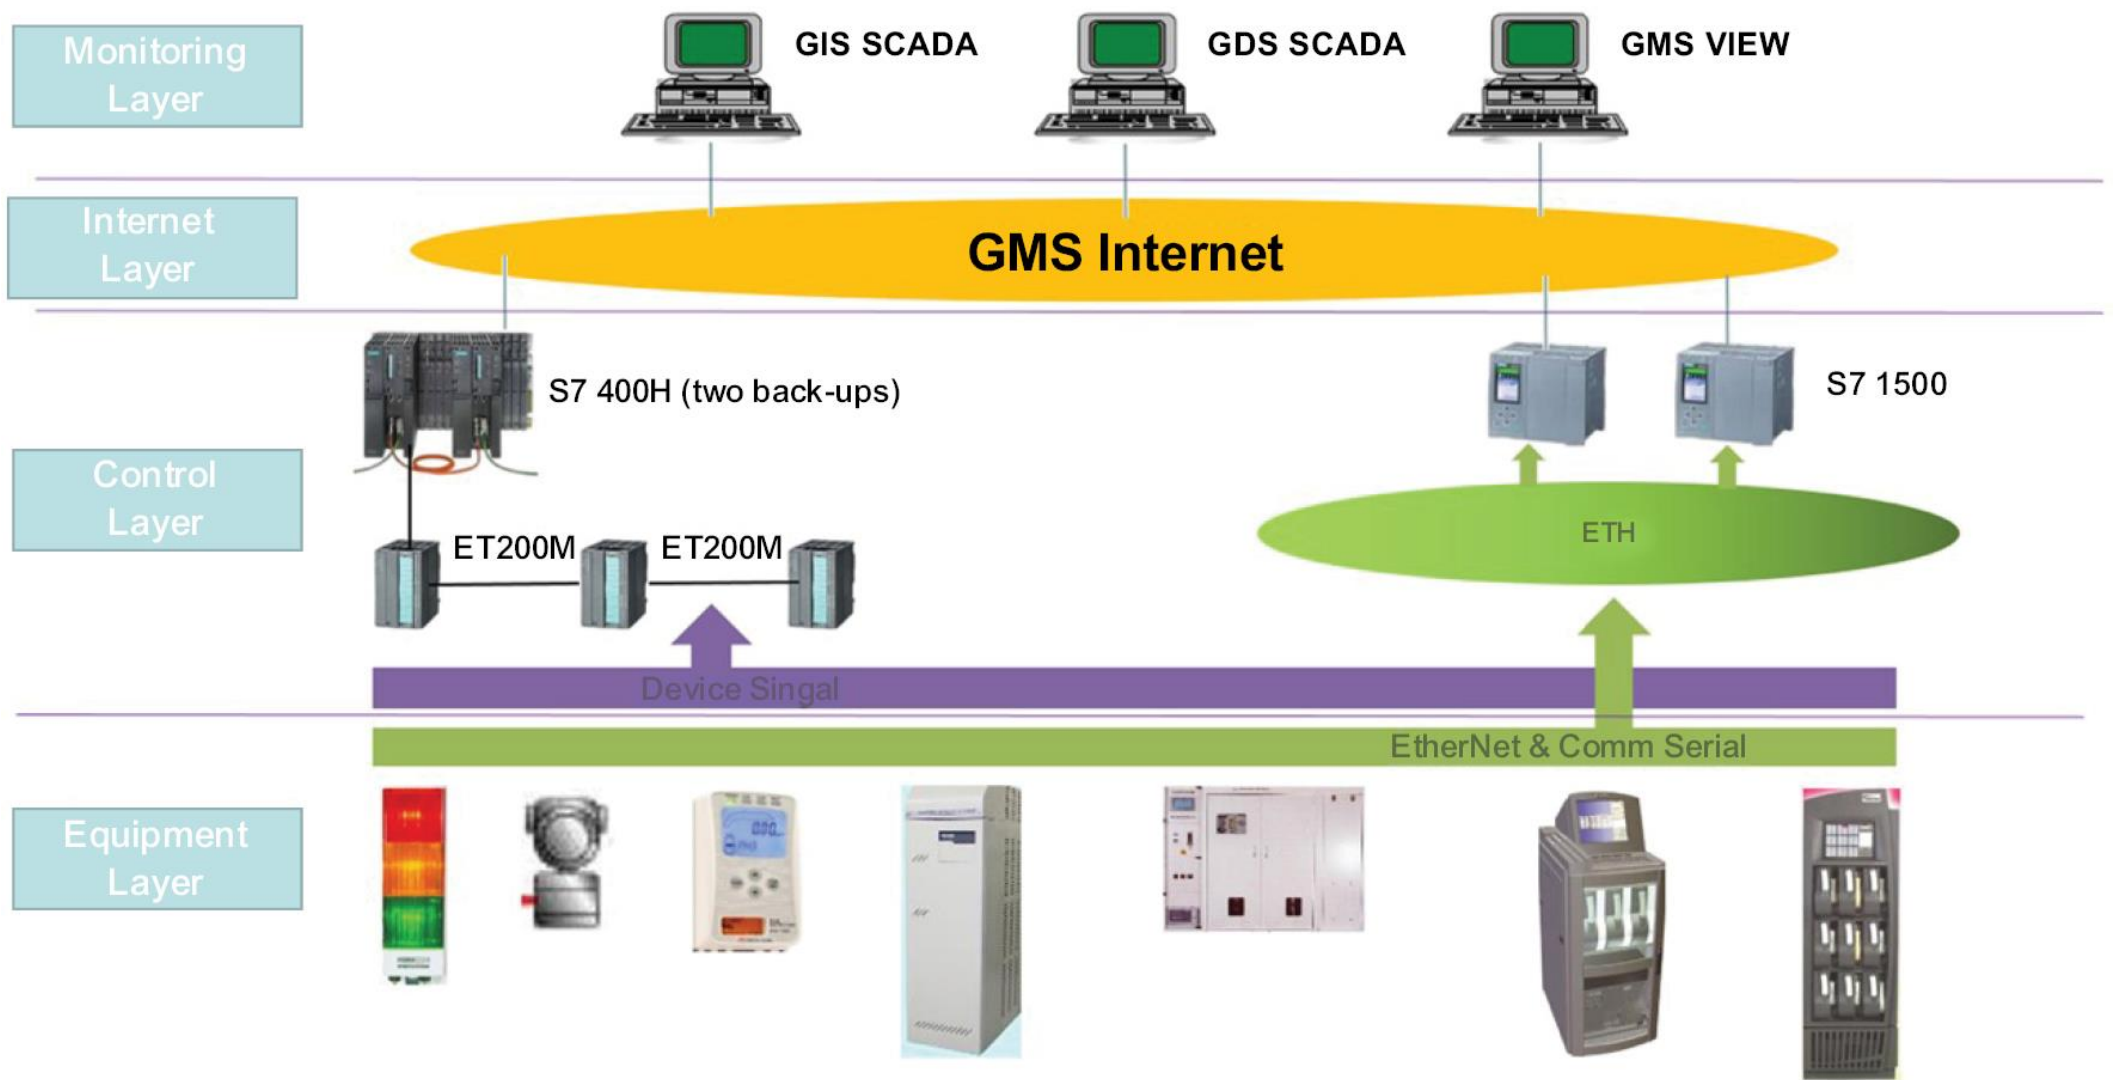 Monitoring
Layer
GIS SCADA
GDS SCADA
GMS VIEW
Internet
Layer
GMS Internet
S7 400H (two back-ups)
S7 1500
Control
Layer
ET200M
ET200M
ETH
Device Singal
EtherNet & Comm Serial
Equipment
Layer